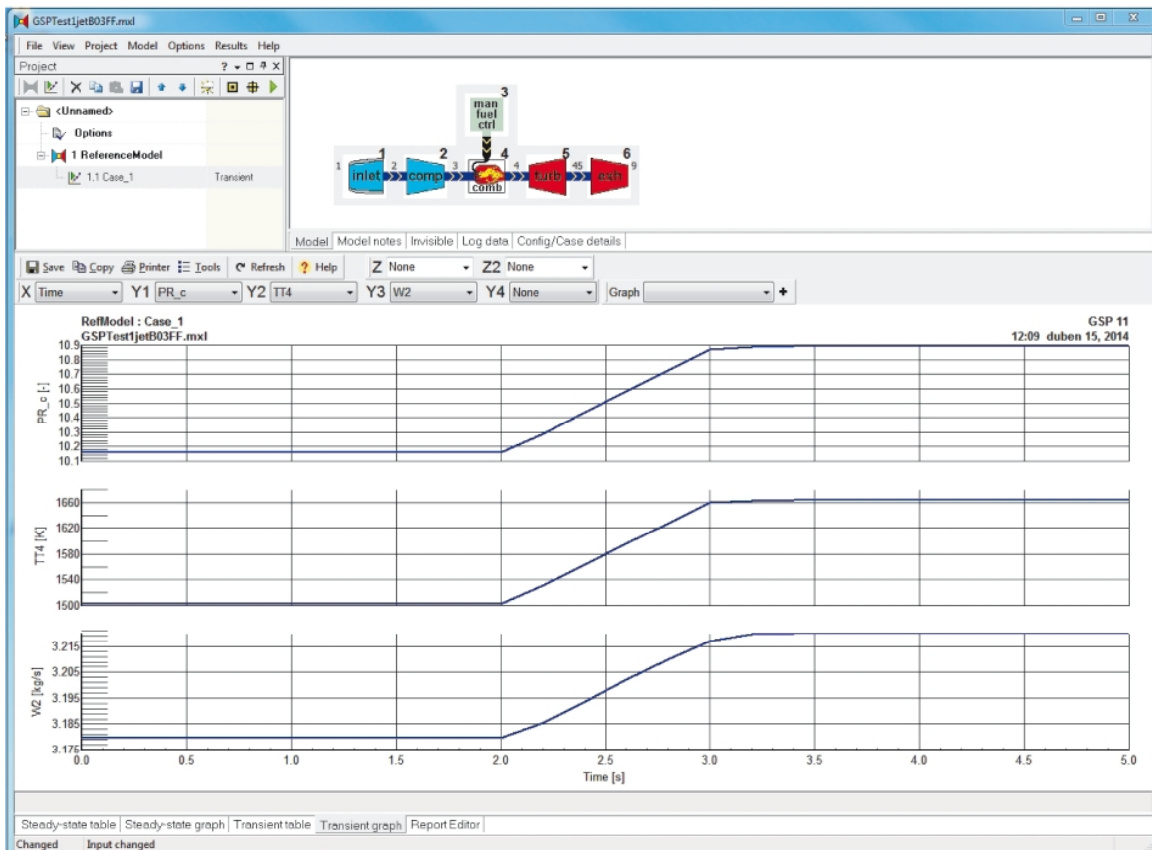 GSPTest1jetB03FF.mxl
File View Project Model Options Results Help
Project
<Unnamed>
Options
1 ReferenceModel
1.1 Case_1 Transient
3
man
fuel
ctrl
1 2 4 5 6
1 inlet 2 comp 3 comb 4 turb 45 exh 9
Model Model notes Invisible Log data Config/Case details
Save Copy Printer Tools Refresh Help Z None Z2 None
X Time Y1 PR_c Y2 TT4 Y3 W2 Y4 None Graph
RefModel : Case_1 GSP 11
GSPTest1jetB03FF.mxl 12:09 duben 15, 2014
10.9
10.8
10.7
10.6
10.5
10.4
10.3
10.2
10.1
PR_c [-]
1660
1620
1580
1540
1500
TT4 [K]
3.215
3.205
3.195
3.185
3.175
W2 [kg/s]
0.0 0.5 1.0 1.5 2.0 2.5 3.0 3.5 4.0 4.5 5.0
Time [s]
Steady-state table Steady-state graph Transient table Transient graph Report Editor
Changed Input changed